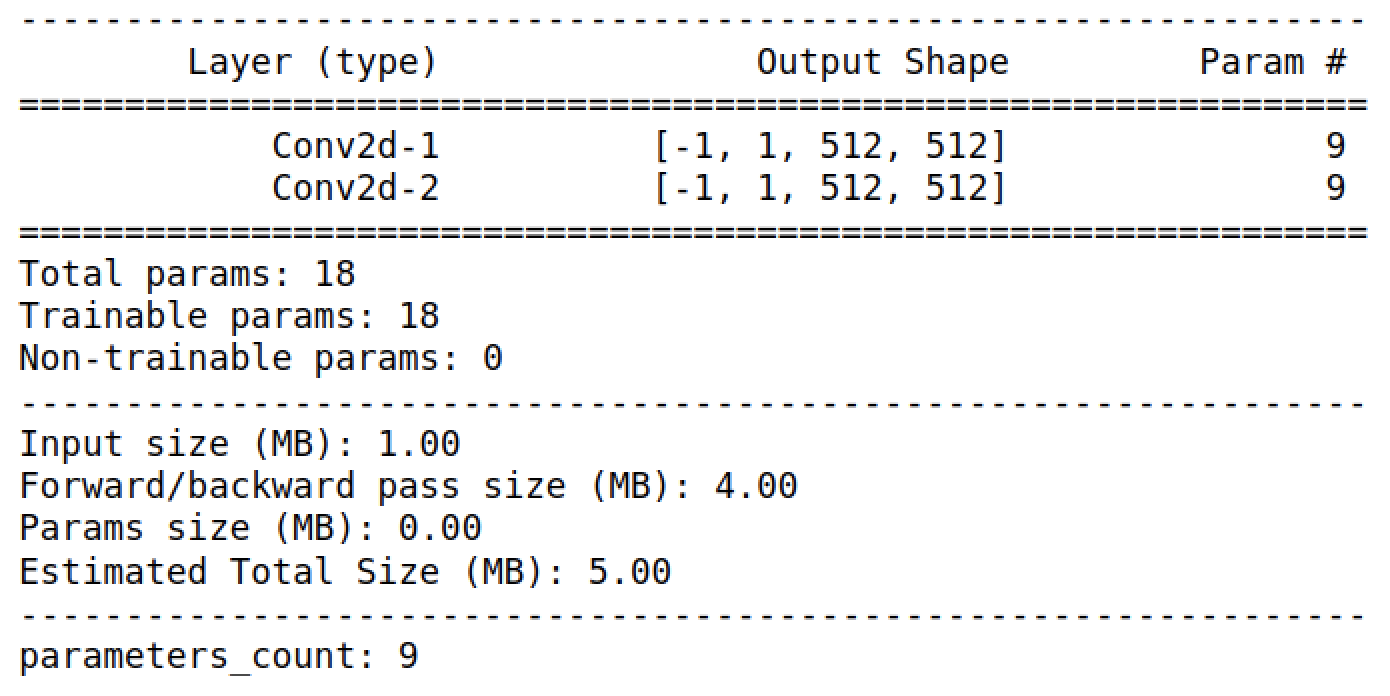 ----------------------------------------------------------------
        Layer (type)               Output Shape         Param #
================================================================
            Conv2d-1          [-1, 1, 512, 512]               9
            Conv2d-2          [-1, 1, 512, 512]               9
================================================================
Total params: 18
Trainable params: 18
Non-trainable params: 0
----------------------------------------------------------------
Input size (MB): 1.00
Forward/backward pass size (MB): 4.00
Params size (MB): 0.00
Estimated Total Size (MB): 5.00
----------------------------------------------------------------
parameters_count: 9